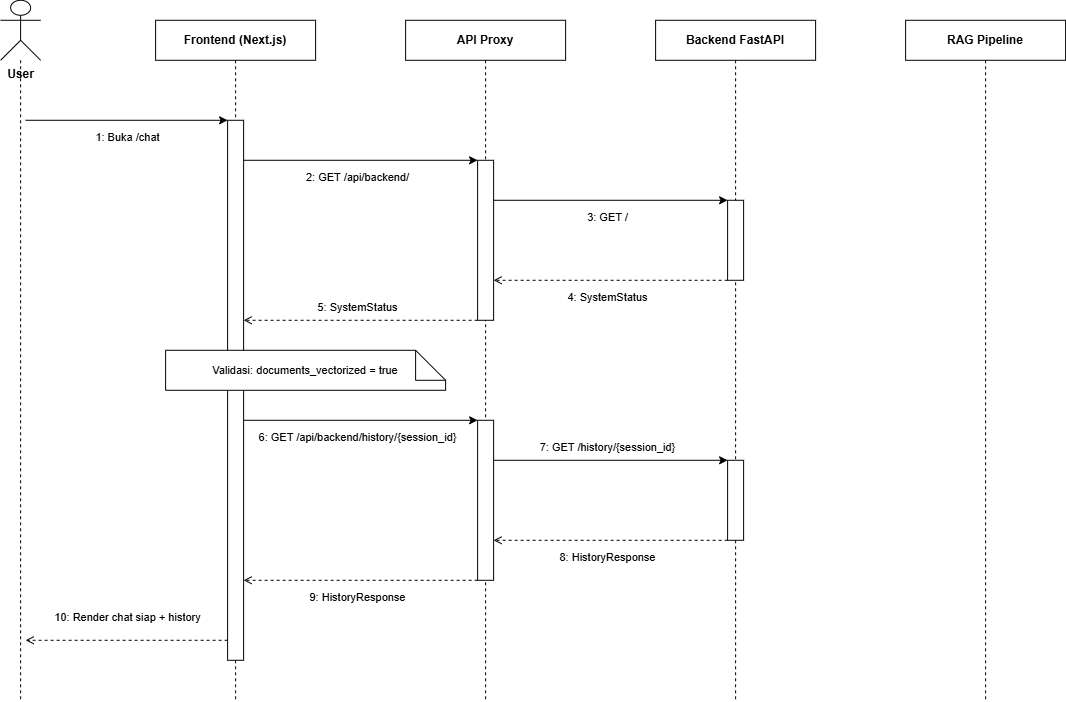 User
Frontend (Next.js)
API Proxy
Backend FastAPI
RAG Pipeline
1: Buka /chat
2: GET /api/backend/
3: GET /
4: SystemStatus
5: SystemStatus
Validasi: documents_vectorized = true
6: GET /api/backend/history/{session_id}
7: GET /history/{session_id}
8: HistoryResponse
9: HistoryResponse
10: Render chat siap + history